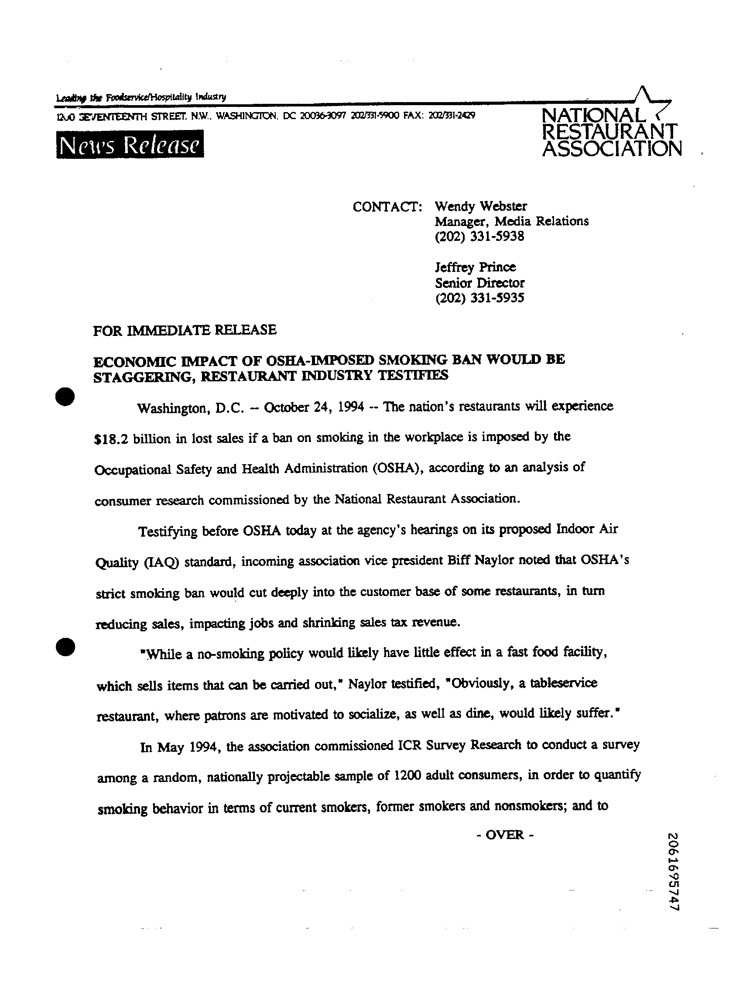 Leading the Foodservice/Hospitality Industry
1200 SEVENTEENTH STREET, N.W., WASHINGTON, DC 20036-3097 202/331-5900 FAX: 202/331-2429
NATIONAL
RESTAURANT
ASSOCIATION
News Release
CONTACT: Wendy Webster
Manager, Media Relations
(202) 331-5938
Jeffrey Prince
Senior Director
(202) 331-5935
FOR IMMEDIATE RELEASE
ECONOMIC IMPACT OF OSHA-IMPOSED SMOKING BAN WOULD BE
STAGGERING, RESTAURANT INDUSTRY TESTIFIES
Washington, D.C. -- October 24, 1994 -- The nation's restaurants will experience
$18.2 billion in lost sales if a ban on smoking in the workplace is imposed by the
Occupational Safety and Health Administration (OSHA), according to an analysis of
consumer research commissioned by the National Restaurant Association.
Testifying before OSHA today at the agency's hearings on its proposed Indoor Air
Quality (IAQ) standard, incoming association vice president Biff Naylor noted that OSHA's
strict smoking ban would cut deeply into the customer base of some restaurants, in turn
reducing sales, impacting jobs and shrinking sales tax revenue.
"While a no-smoking policy would likely have little effect in a fast food facility,
which sells items that can be carried out," Naylor testified, "Obviously, a tableservice
restaurant, where patrons are motivated to socialize, as well as dine, would likely suffer."
In May 1994, the association commissioned ICR Survey Research to conduct a survey
among a random, nationally projectable sample of 1200 adult consumers, in order to quantify
smoking behavior in terms of current smokers, former smokers and nonsmokers; and to
- OVER -
2061695747